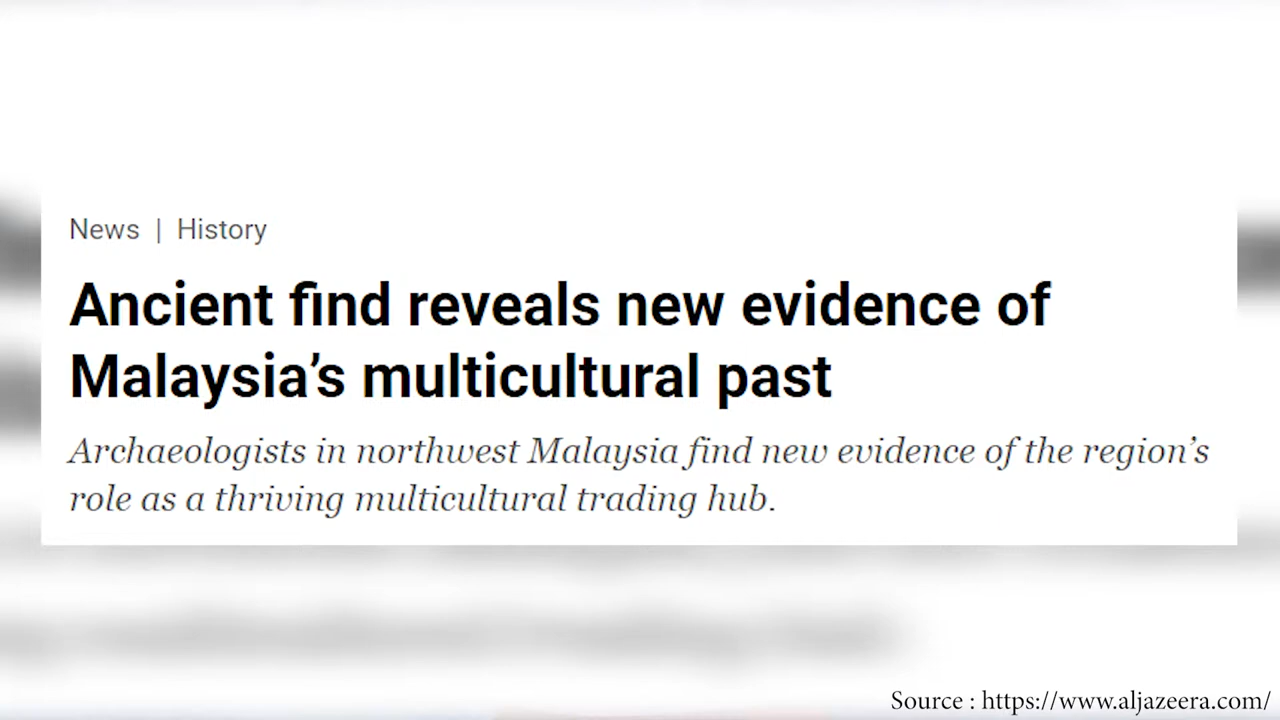 News | History
Ancient find reveals new evidence of
Malaysia’s multicultural past
Archaeologists in northwest Malaysia find new evidence of the region’s
role as a thriving multicultural trading hub.
Source : https://www.aljazeera.com/